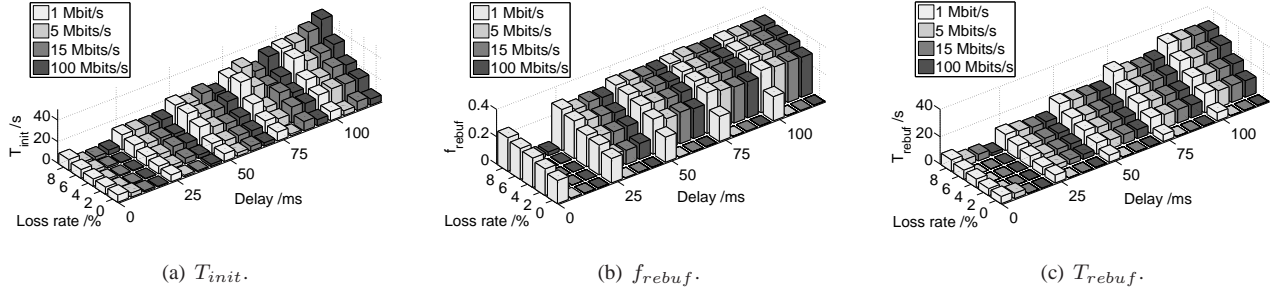 1 Mbit/s
5 Mbits/s
15 Mbits/s
100 Mbits/s
40
20
0
T_init /s
8
6
4
2
0
Loss rate /%
0
25
50
75
100
Delay /ms
(a) T_init.
1 Mbit/s
5 Mbits/s
15 Mbits/s
100 Mbits/s
0.4
0.2
0
f_rebuf
8
6
4
2
0
Loss rate /%
0
25
50
75
100
Delay /ms
(b) f_rebuf.
1 Mbit/s
5 Mbits/s
15 Mbits/s
100 Mbits/s
40
20
0
T_rebuf /s
8
6
4
2
0
Loss rate /%
0
25
50
75
100
Delay /ms
(c) T_rebuf.